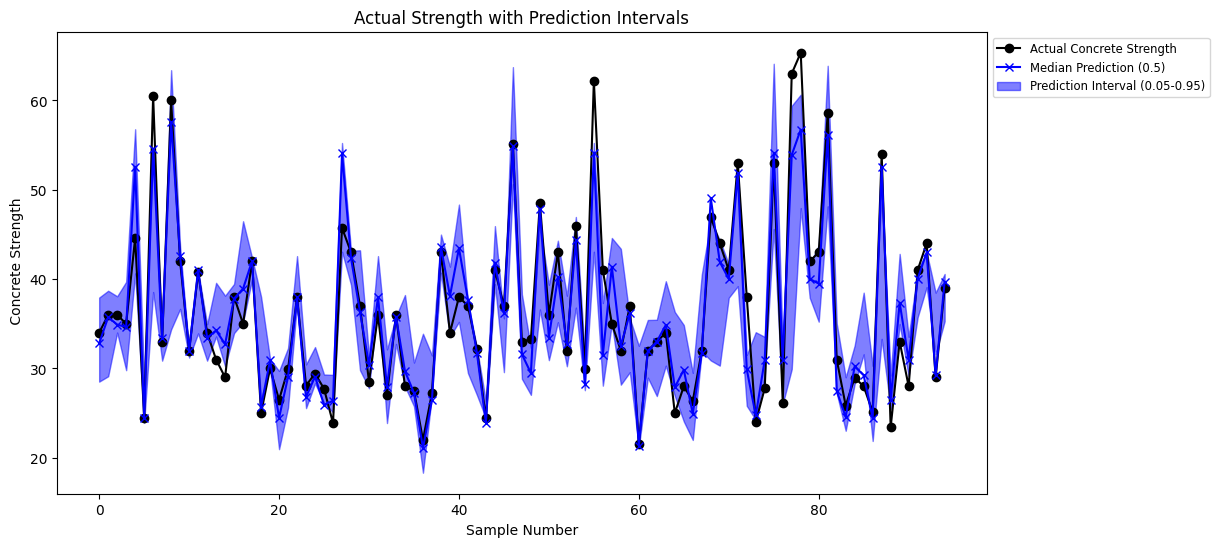 Actual Strength with Prediction Intervals
Actual Concrete Strength
Median Prediction (0.5)
Prediction Interval (0.05-0.95)
Concrete Strength
60
50
40
30
20
0
20
40
60
80
Sample Number